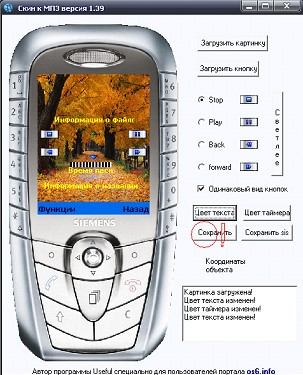 Скин к МПЗ версия 1.39
Загрузить картинку
Загрузить кнопку
Stop
Play
Back
forward
Светлее
Одинаковый вид кнопок
Цвет текста
Цвет таймера
Сохранить
Сохранить sis
Координаты
объекта
Картинка загружена!
Цвет текста изменен!
Цвет таймера изменен!
Цвет текста изменен!
Информация о файле
Время песни
Информация о названии
Функции
Назад
SIEMENS
Автор программы Useful специально для пользователей портала os6.info